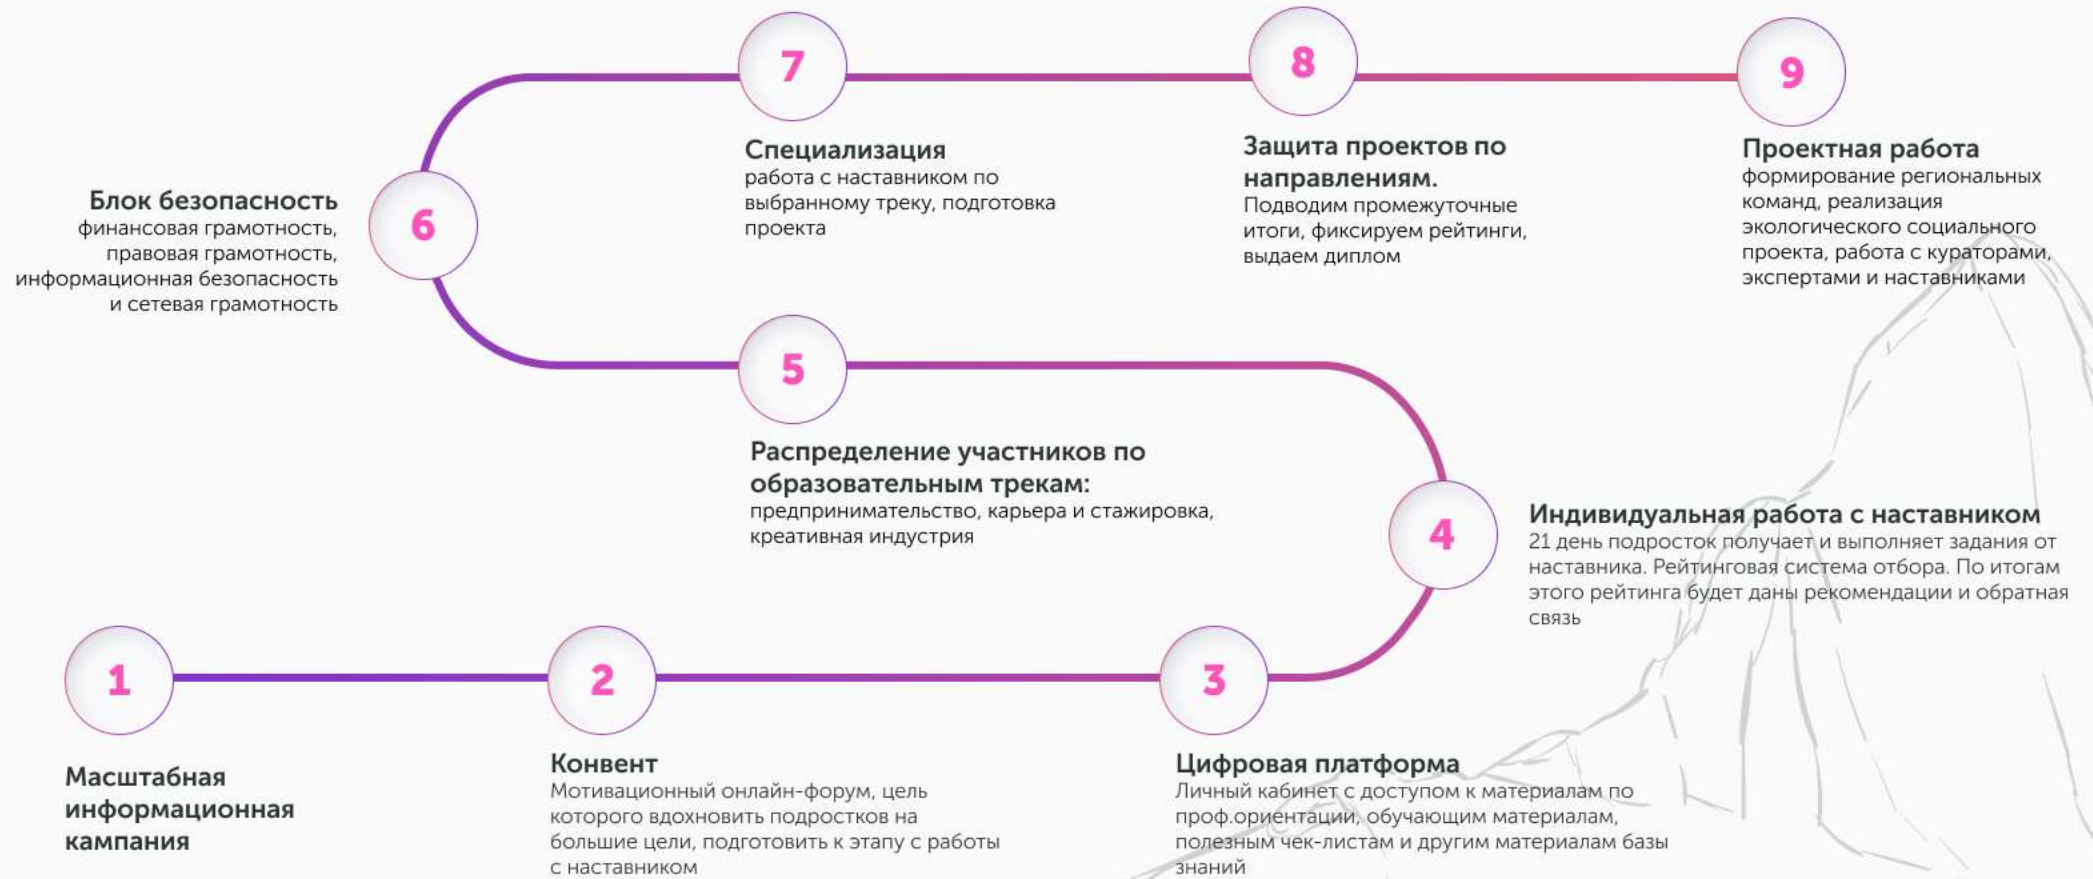 7
8
9
Специализация
работа с наставником по
выбранному треку, подготовка
проекта
Защита проектов по
направлениям.
Подводим промежуточные
итоги, фиксируем рейтинги,
выдаем диплом
Проектная работа
формирование региональных
команд, реализация
экологического социального
проекта, работа с кураторами,
экспертами и наставниками
Блок безопасность
финансовая грамотность,
правовая грамотность,
информационная безопасность
и сетевая грамотность
6
5
Распределение участников по
образовательным трекам:
предпринимательство, карьера и стажировка,
креативная индустрия
4
Индивидуальная работа с наставником
21 день подросток получает и выполняет задания от
наставника. Рейтинговая система отбора. По итогам
этого рейтинга будет даны рекомендации и обратная
связь
1
2
3
Масштабная
информационная
кампания
Конвент
Мотивационный онлайн-форум, цель
которого вдохновить подростков на
большие цели, подготовить к этапу с работы
с наставником
Цифровая платформа
Личный кабинет с доступом к материалам по
проф.ориентации, обучающим материалам,
полезным чек-листам и другим материалам базы
знаний